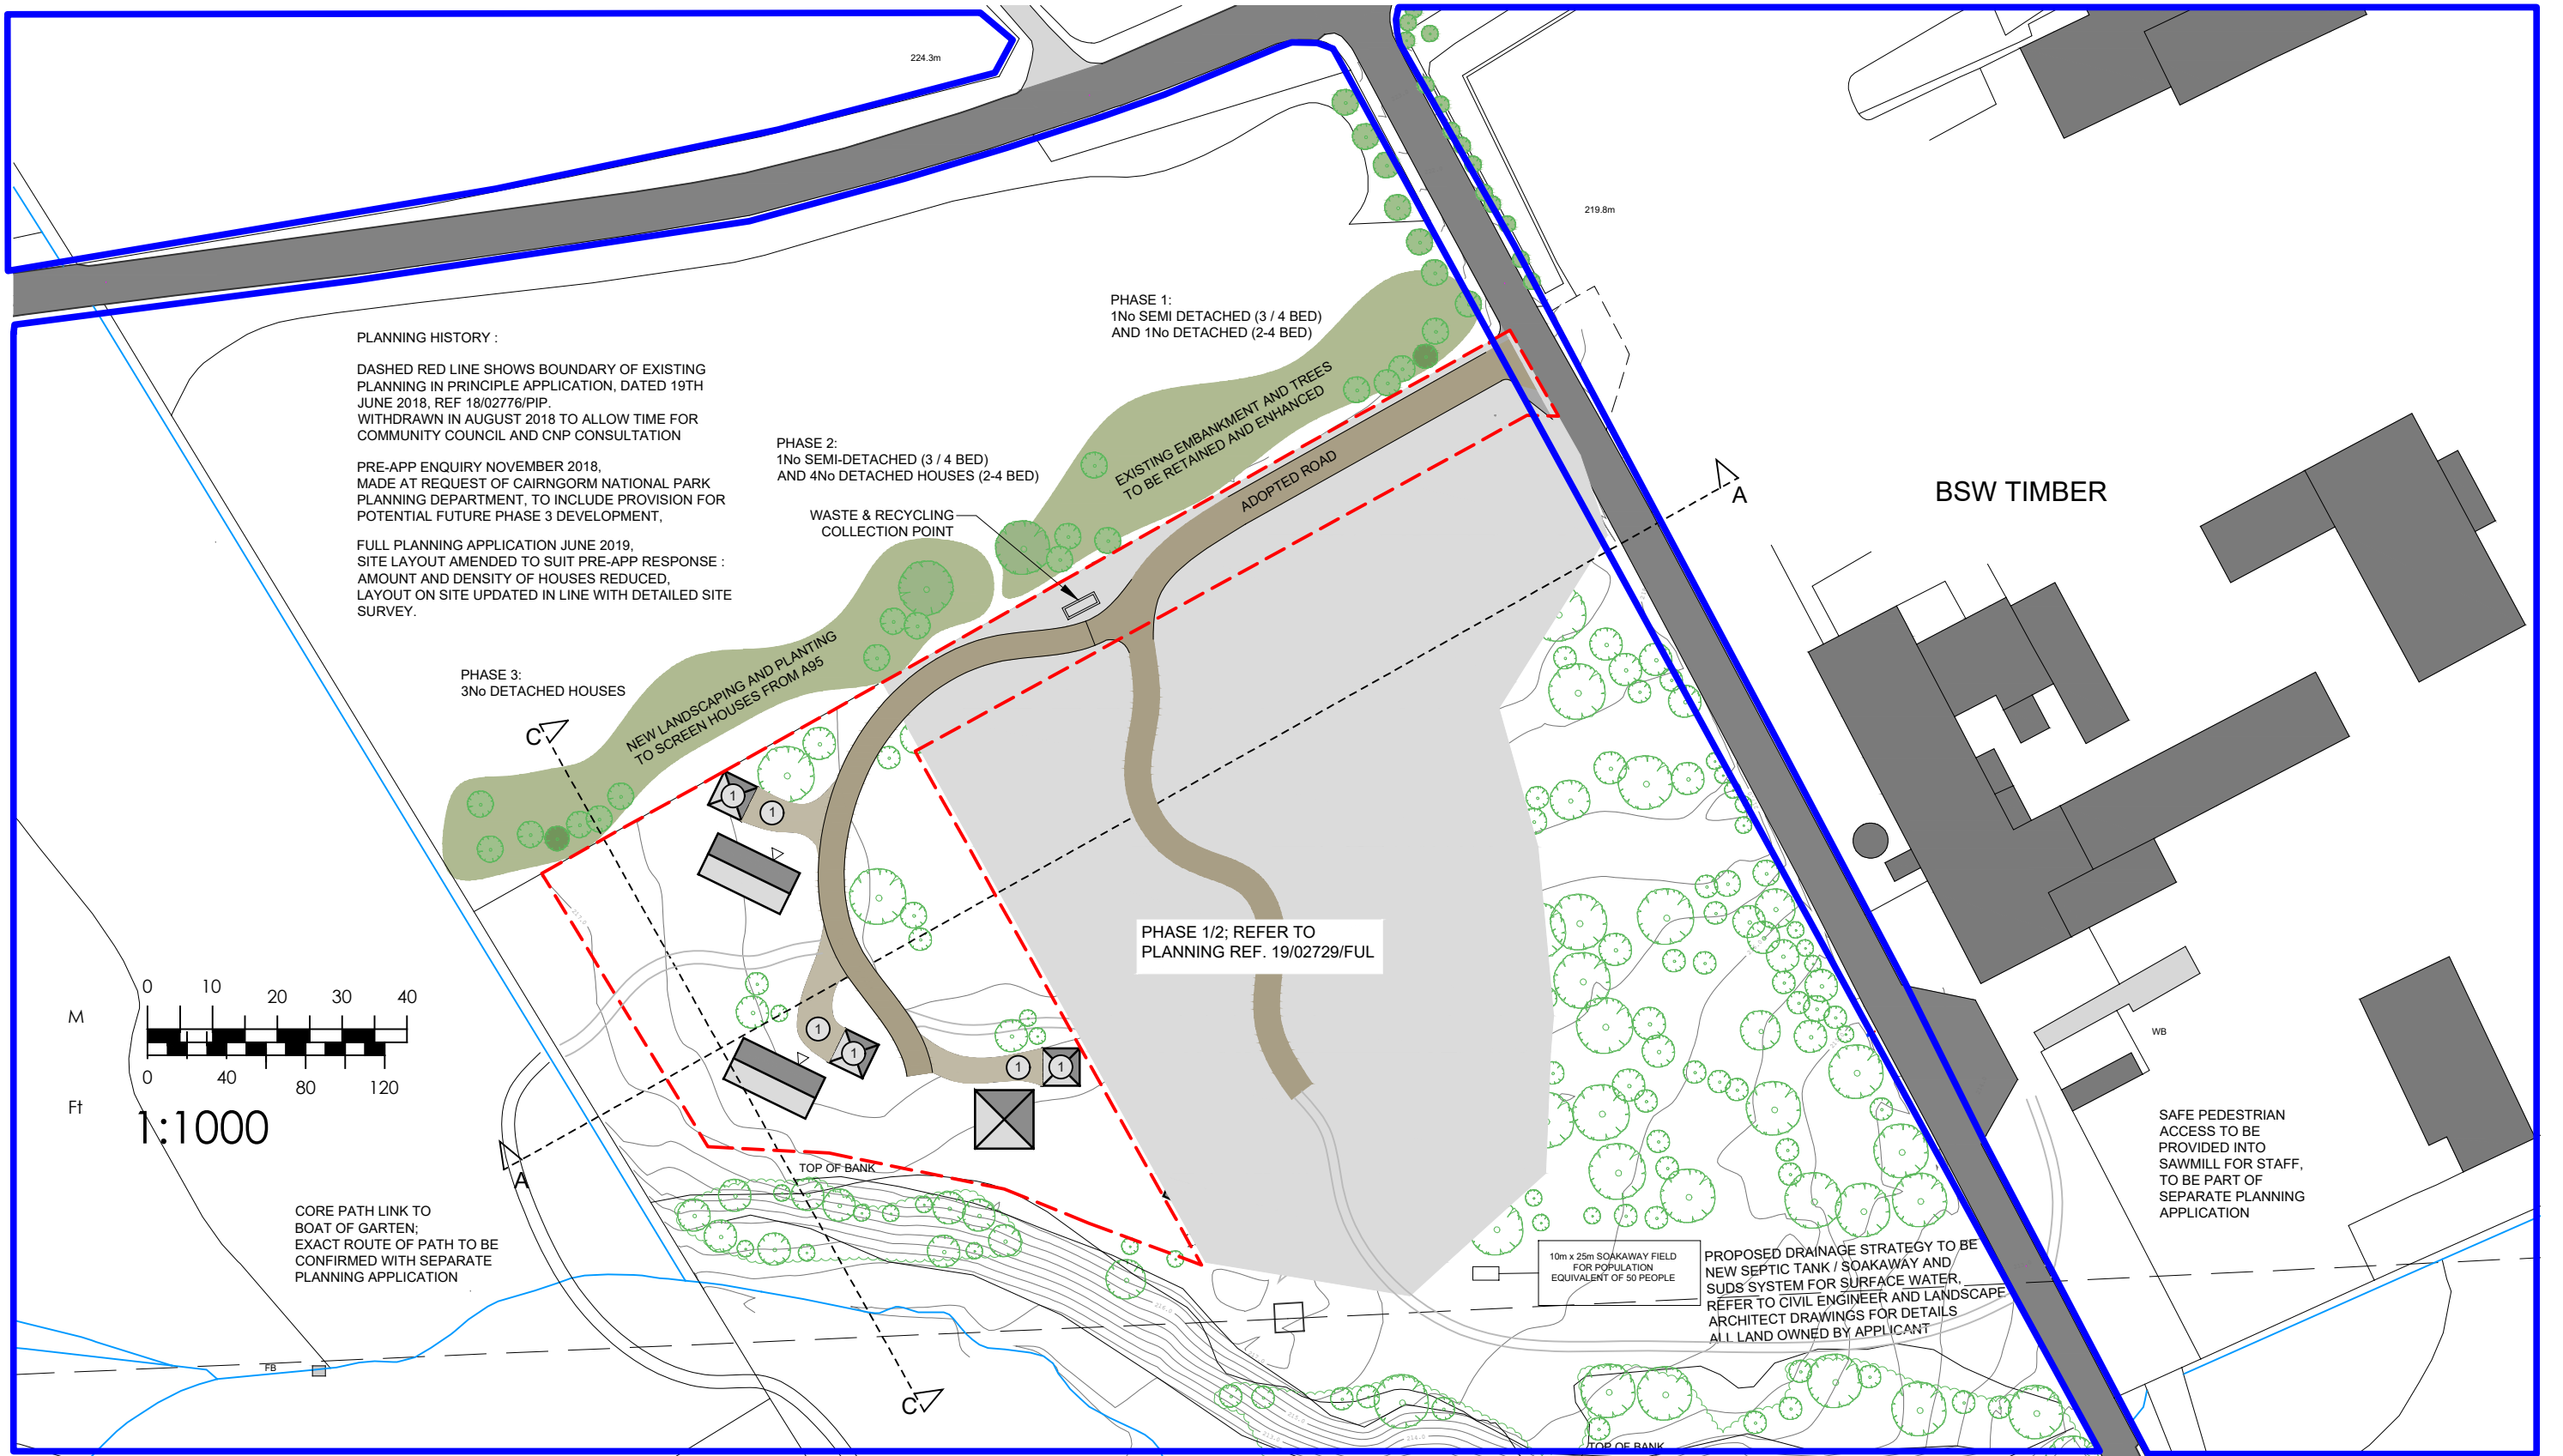 224.3m
219.8m
PLANNING HISTORY :
DASHED RED LINE SHOWS BOUNDARY OF EXISTING
PLANNING IN PRINCIPLE APPLICATION, DATED 19TH
JUNE 2018, REF 18/02776/PIP.
WITHDRAWN IN AUGUST 2018 TO ALLOW TIME FOR
COMMUNITY COUNCIL AND CNP CONSULTATION
PRE-APP ENQUIRY NOVEMBER 2018,
MADE AT REQUEST OF CAIRNGORM NATIONAL PARK
PLANNING DEPARTMENT, TO INCLUDE PROVISION FOR
POTENTIAL FUTURE PHASE 3 DEVELOPMENT,
FULL PLANNING APPLICATION JUNE 2019,
SITE LAYOUT AMENDED TO SUIT PRE-APP RESPONSE :
AMOUNT AND DENSITY OF HOUSES REDUCED,
LAYOUT ON SITE UPDATED IN LINE WITH DETAILED SITE
SURVEY.
PHASE 1:
1No SEMI DETACHED (3 / 4 BED)
AND 1No DETACHED (2-4 BED)
PHASE 2:
1No SEMI-DETACHED (3 / 4 BED)
AND 4No DETACHED HOUSES (2-4 BED)
WASTE & RECYCLING
COLLECTION POINT
EXISTING EMBANKMENT AND TREES
TO BE RETAINED AND ENHANCED
ADOPTED ROAD
A
BSW TIMBER
PHASE 3:
3No DETACHED HOUSES
NEW LANDSCAPING AND PLANTING
TO SCREEN HOUSES FROM A95
C
1
1
PHASE 1/2; REFER TO
PLANNING REF. 19/02729/FUL
0 10 20 30 40
M
0 40 80 120
Ft
1:1000
1
1
1
1
WB
A
TOP OF BANK
CORE PATH LINK TO
BOAT OF GARTEN;
EXACT ROUTE OF PATH TO BE
CONFIRMED WITH SEPARATE
PLANNING APPLICATION
SAFE PEDESTRIAN
ACCESS TO BE
PROVIDED INTO
SAWMILL FOR STAFF,
TO BE PART OF
SEPARATE PLANNING
APPLICATION
10m x 25m SOAKAWAY FIELD
FOR POPULATION
EQUIVALENT OF 50 PEOPLE
PROPOSED DRAINAGE STRATEGY TO BE
NEW SEPTIC TANK / SOAKAWAY AND
SUDS SYSTEM FOR SURFACE WATER,
REFER TO CIVIL ENGINEER AND LANDSCAPE
ARCHITECT DRAWINGS FOR DETAILS
ALL LAND OWNED BY APPLICANT
FB
C
TOP OF BANK